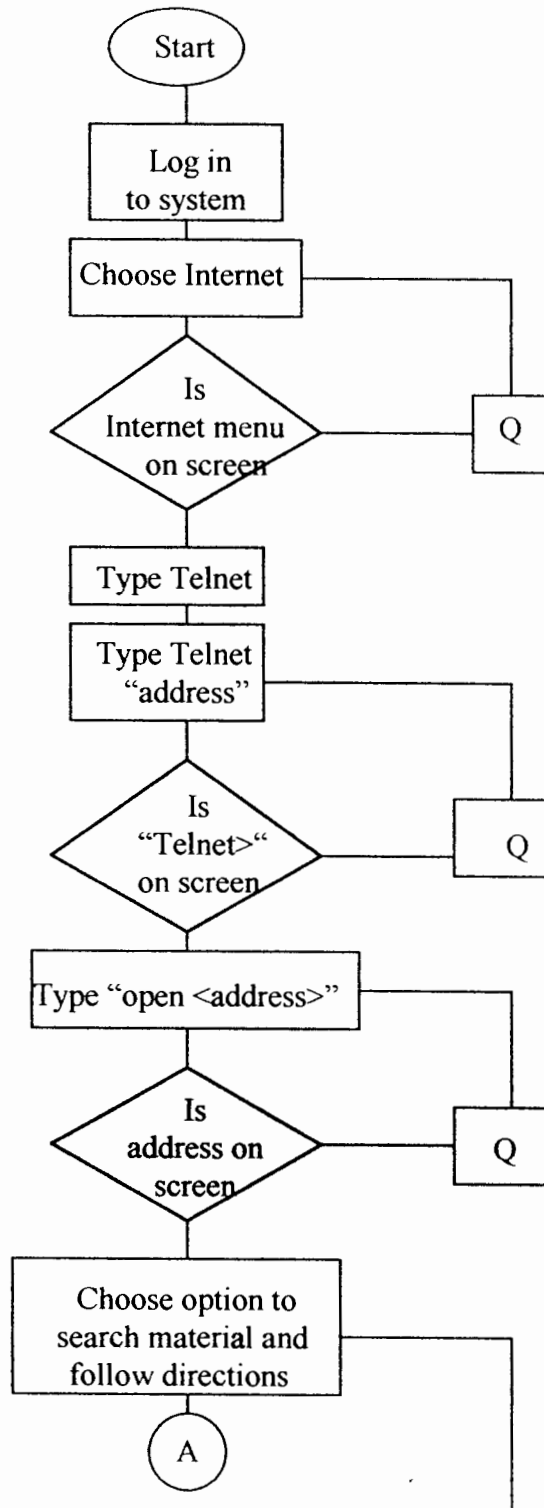 Start
Log in
to system
Choose Internet
Is
Internet menu
on screen
Q
Type Telnet
Type Telnet
“address”
Is
“Telnet>“
on screen
Q
Type “open <address>”
Is
address on
screen
Q
Choose option to
search material and
follow directions
A